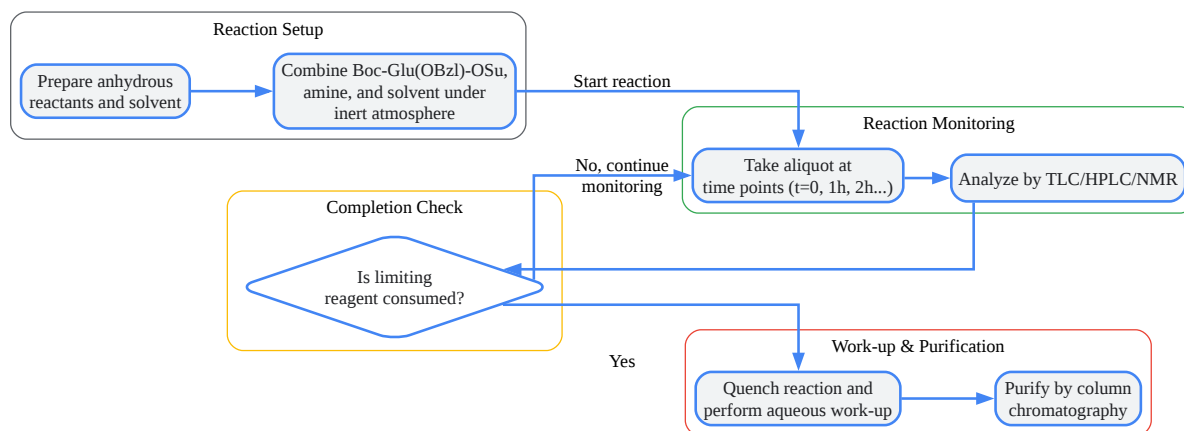 Reaction Setup
Prepare anhydrous
reactants and solvent
Combine Boc-Glu(OBzl)-OSu,
amine, and solvent under
inert atmosphere
Start reaction
Reaction Monitoring
Take aliquot at
time points (t=0, 1h, 2h...)
Analyze by TLC/HPLC/NMR
No, continue
monitoring
Completion Check
Is limiting
reagent consumed?
Yes
Work-up & Purification
Quench reaction and
perform aqueous work-up
Purify by column
chromatography